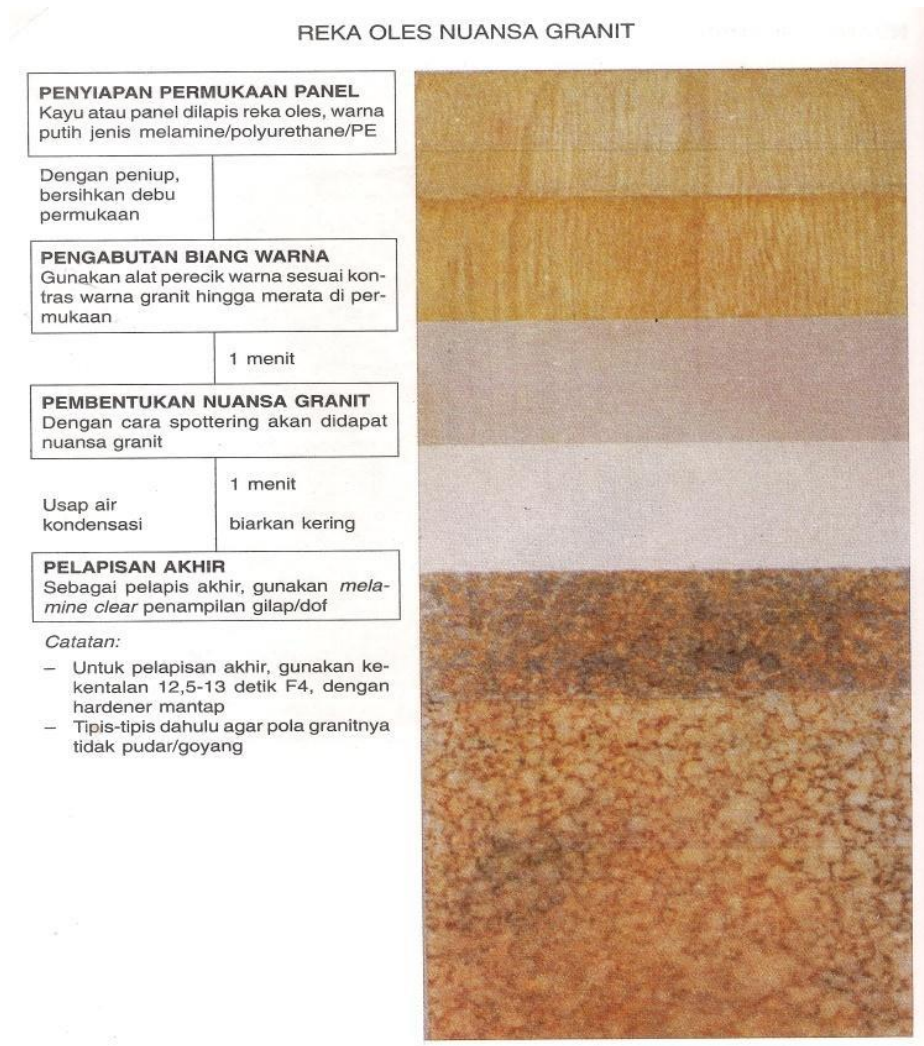 REKA OLES NUANSA GRANIT
PENYIAPAN PERMUKAAN PANEL
Kayu atau panel dilapis reka oles, warna
putih jenis melamine/polyurethane/PE
Dengan peniup,
bersihkan debu
permukaan
PENGABUTAN BIANG WARNA
Gunakan alat perecik warna sesuai kon-
tras warna granit hingga merata di per-
mukaan
1 menit
PEMBENTUKAN NUANSA GRANIT
Dengan cara spottering akan didapat
nuansa granit
1 menit
Usap air
kondensasi
biarkan kering
PELAPISAN AKHIR
Sebagai pelapis akhir, gunakan mela-
mine clear penampilan gilap/dof
Catatan:
– Untuk pelapisan akhir, gunakan ke-
kentalan 12,5-13 detik F4, dengan
hardener mantap
– Tipis-tipis dahulu agar pola granitnya
tidak pudar/goyang